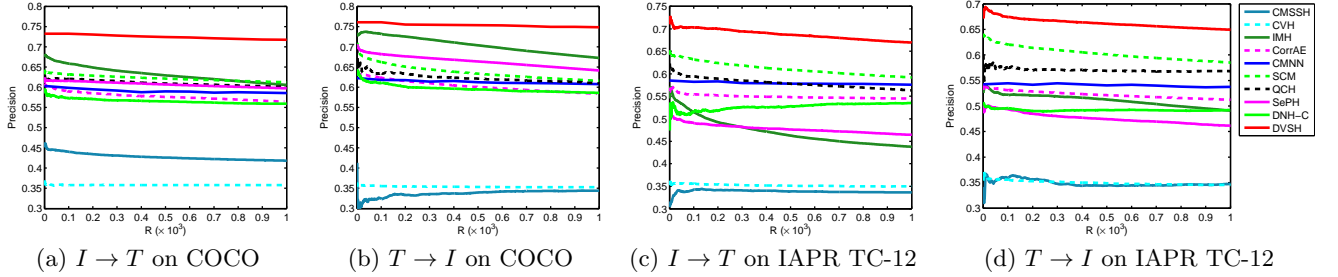 0.8
0.75
0.7
0.65
0.6
0.55
0.5
0.45
0.4
0.35
0.3
Precision
0 0.1 0.2 0.3 0.4 0.5 0.6 0.7 0.8 0.9 1
R (× 10³)
(a) I → T on COCO
0.8
0.75
0.7
0.65
0.6
0.55
0.5
0.45
0.4
0.35
0.3
Precision
0 0.1 0.2 0.3 0.4 0.5 0.6 0.7 0.8 0.9 1
R (× 10³)
(b) T → I on COCO
0.75
0.7
0.65
0.6
0.55
0.5
0.45
0.4
0.35
0.3
Precision
0 0.1 0.2 0.3 0.4 0.5 0.6 0.7 0.8 0.9 1
R (× 10³)
(c) I → T on IAPR TC-12
0.7
0.65
0.6
0.55
0.5
0.45
0.4
0.35
0.3
Precision
0 0.1 0.2 0.3 0.4 0.5 0.6 0.7 0.8 0.9 1
R (× 10³)
(d) T → I on IAPR TC-12
CMSSH
CVH
IMH
CorrAE
CMNN
SCM
QCH
SePH
DNH-C
DVSH